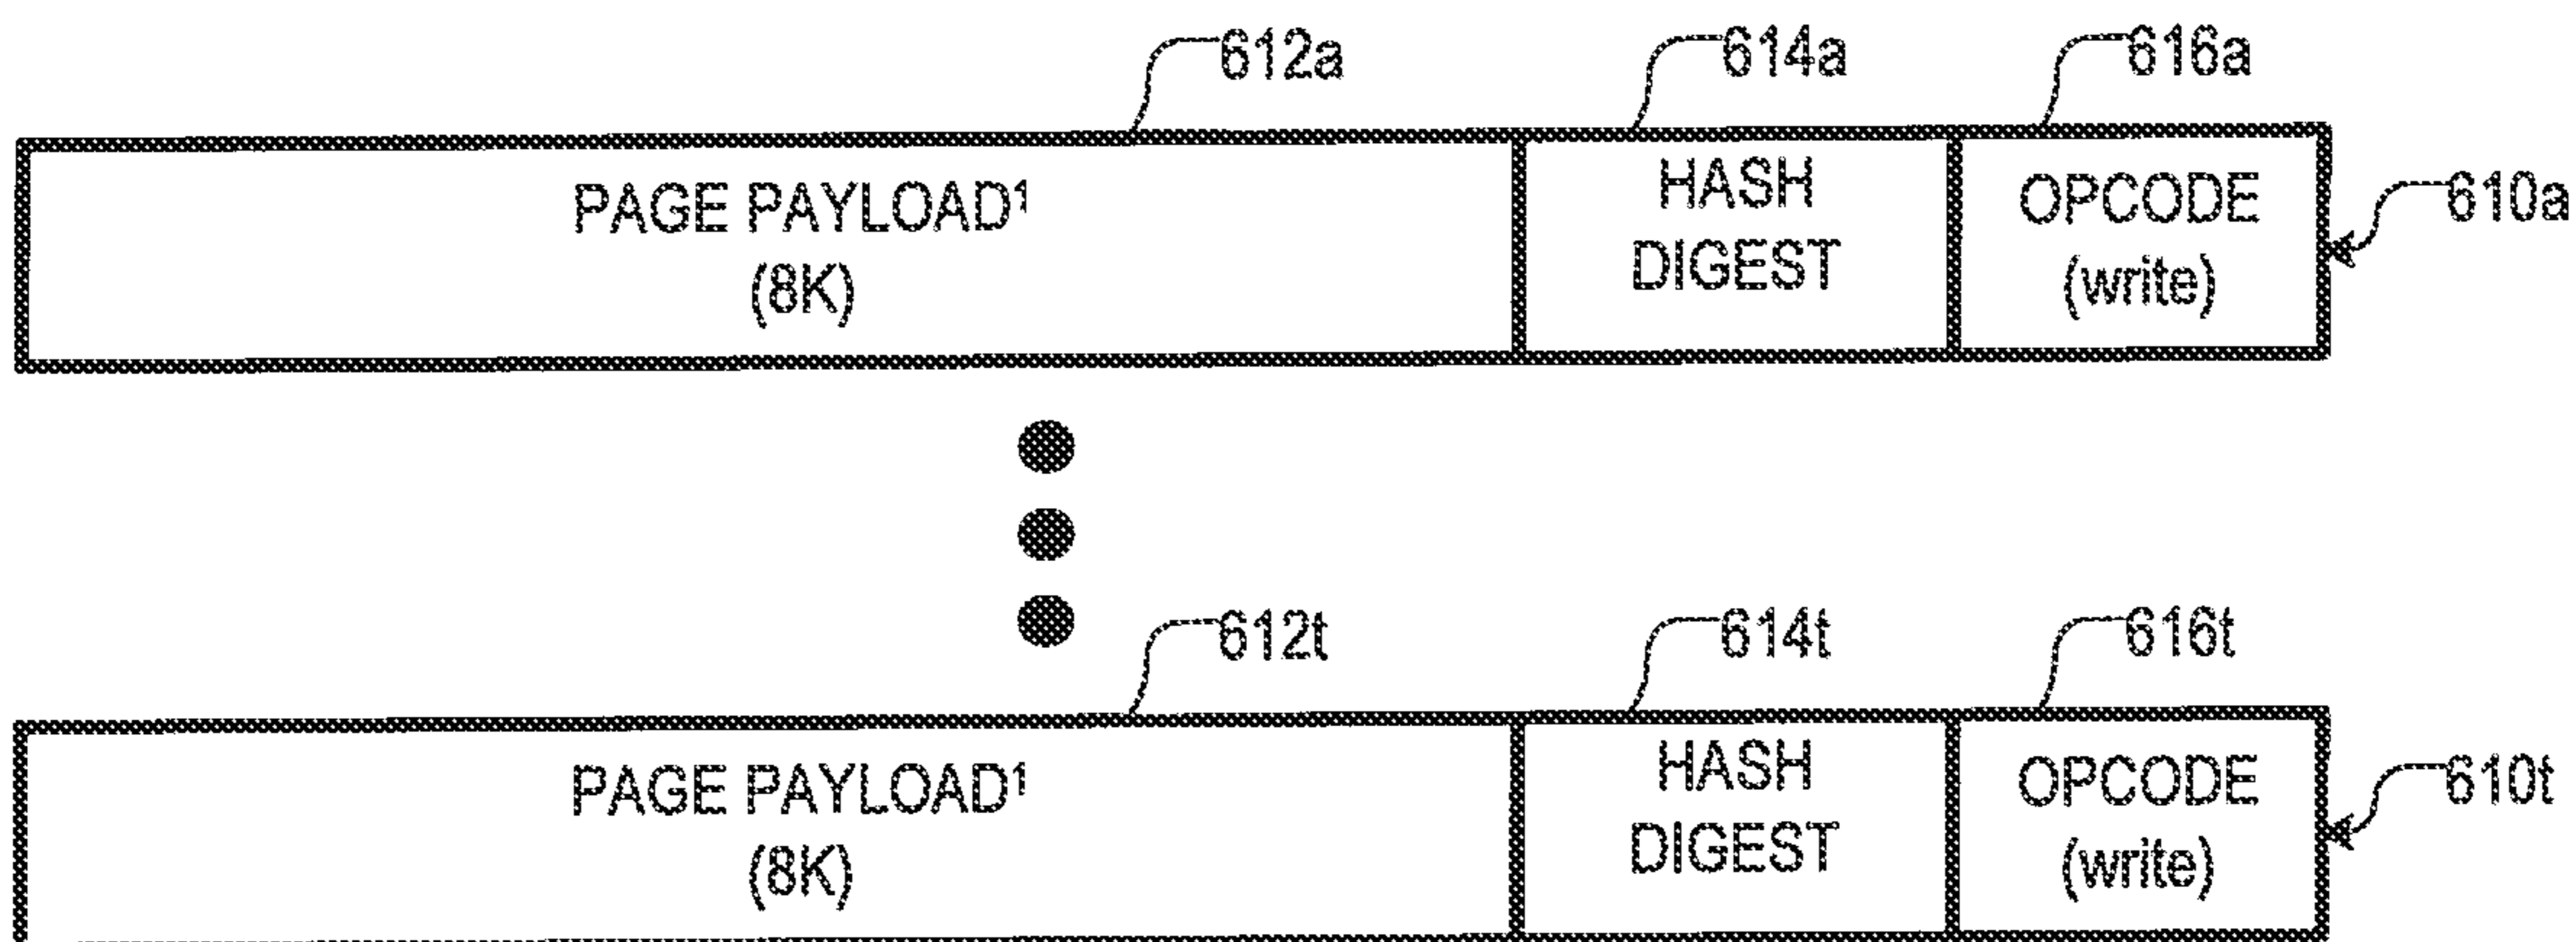 612a 614a 616a
PAGE PAYLOAD¹ HASH OPCODE 610a
(8K) DIGEST (write)
612t 614t 616t
PAGE PAYLOAD¹ HASH OPCODE 610t
(8K) DIGEST (write)